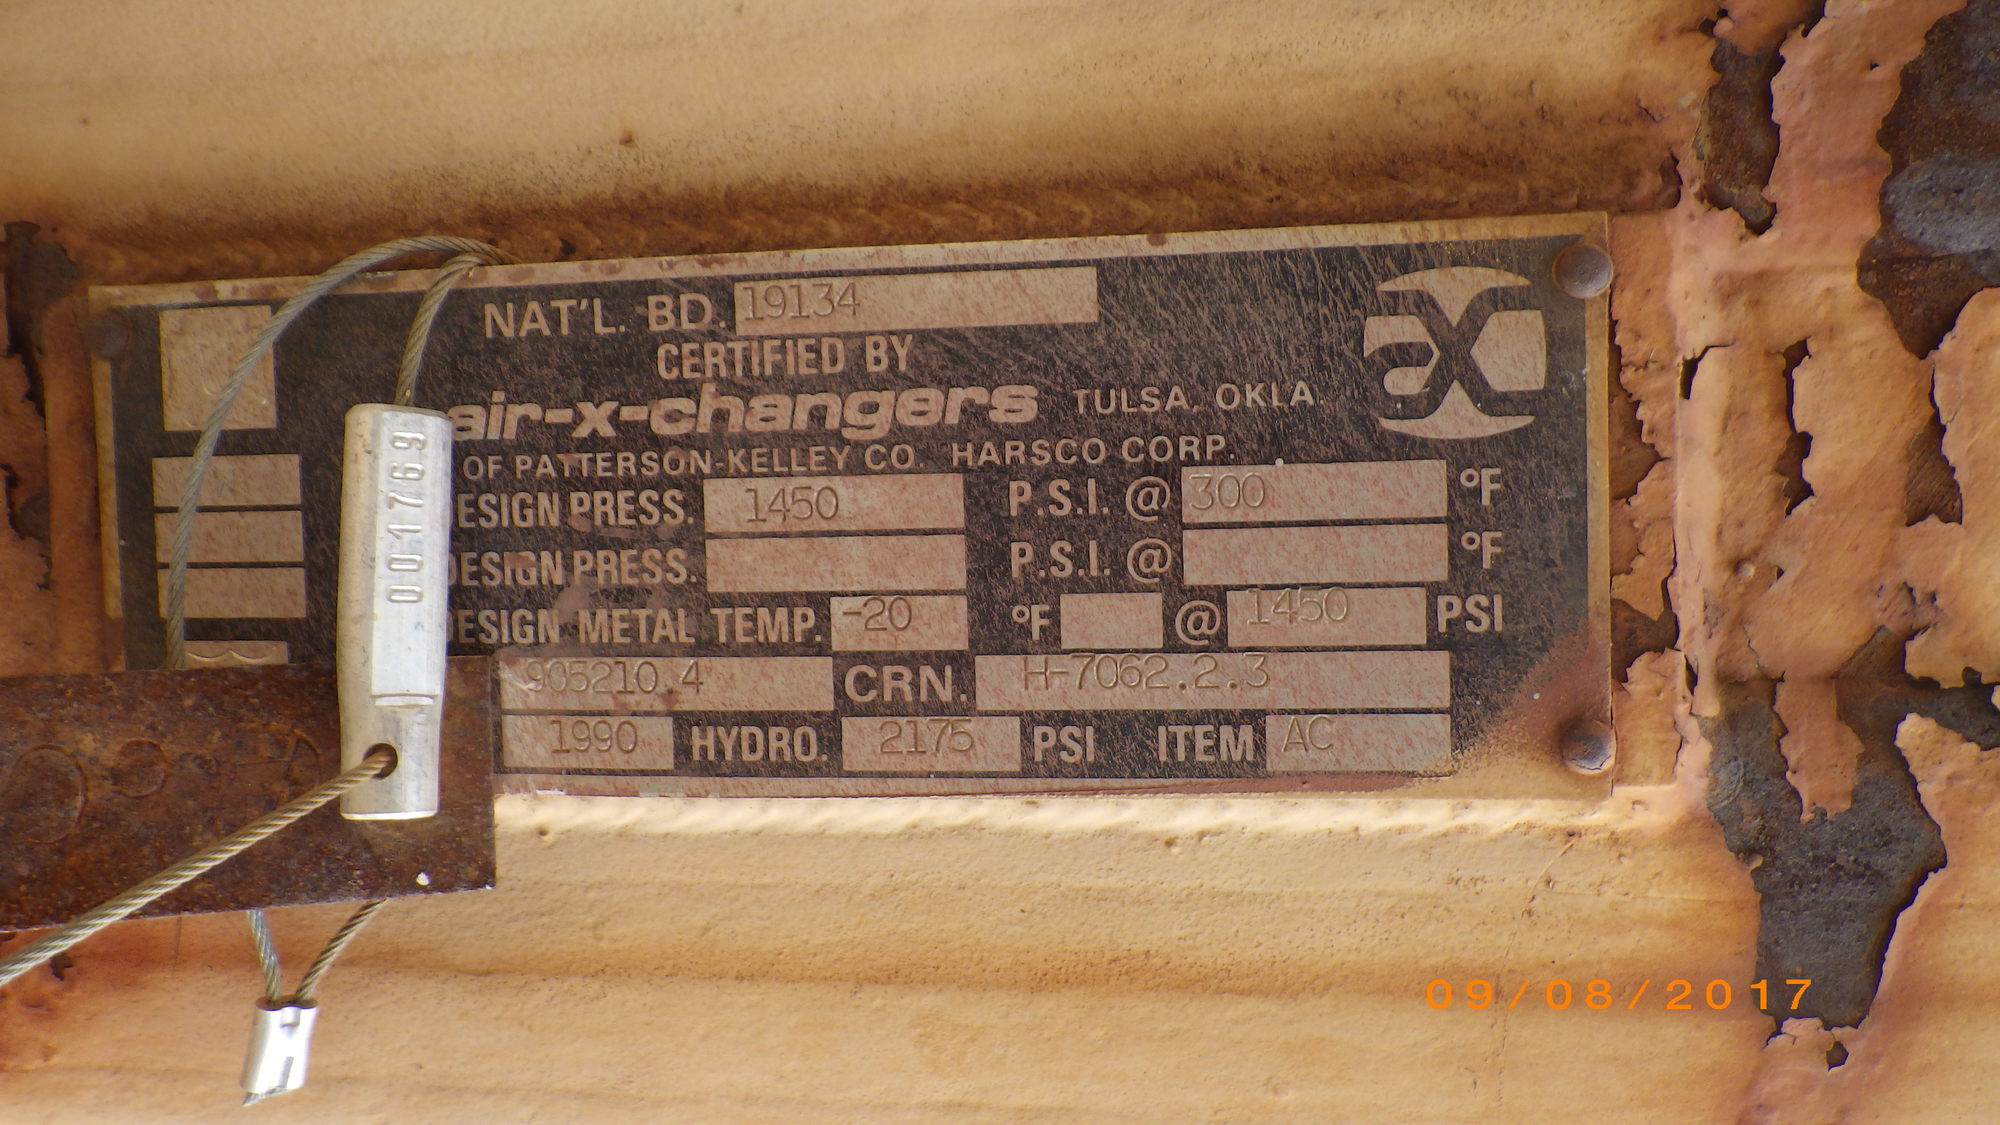 NAT'L. BD. 19134
CERTIFIED BY
air-x-changers TULSA, OKLA.
OF PATTERSON-KELLEY CO. HARSCO CORP.
ax
ESIGN PRESS. 1450 P.S.I. @ 300 °F
DESIGN PRESS. P.S.I. @ °F
DESIGN METAL TEMP. -20 °F @ 1450 PSI
905210.4 CRN. H-7062.2.3
1990 HYDRO. 2175 PSI ITEM AC
001769
09/08/2017